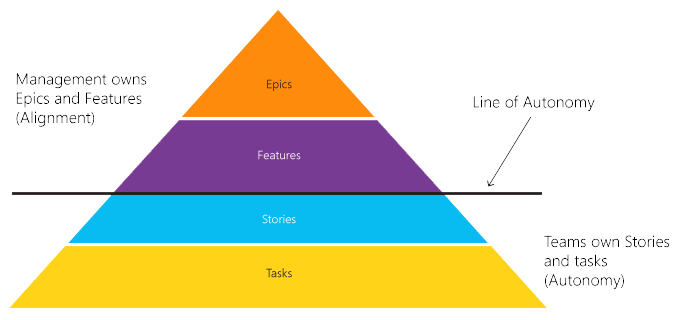 Epics
Management owns
Epics and Features
(Alignment)
Line of Autonomy
Features
Stories
Teams own Stories
and tasks
(Autonomy)
Tasks